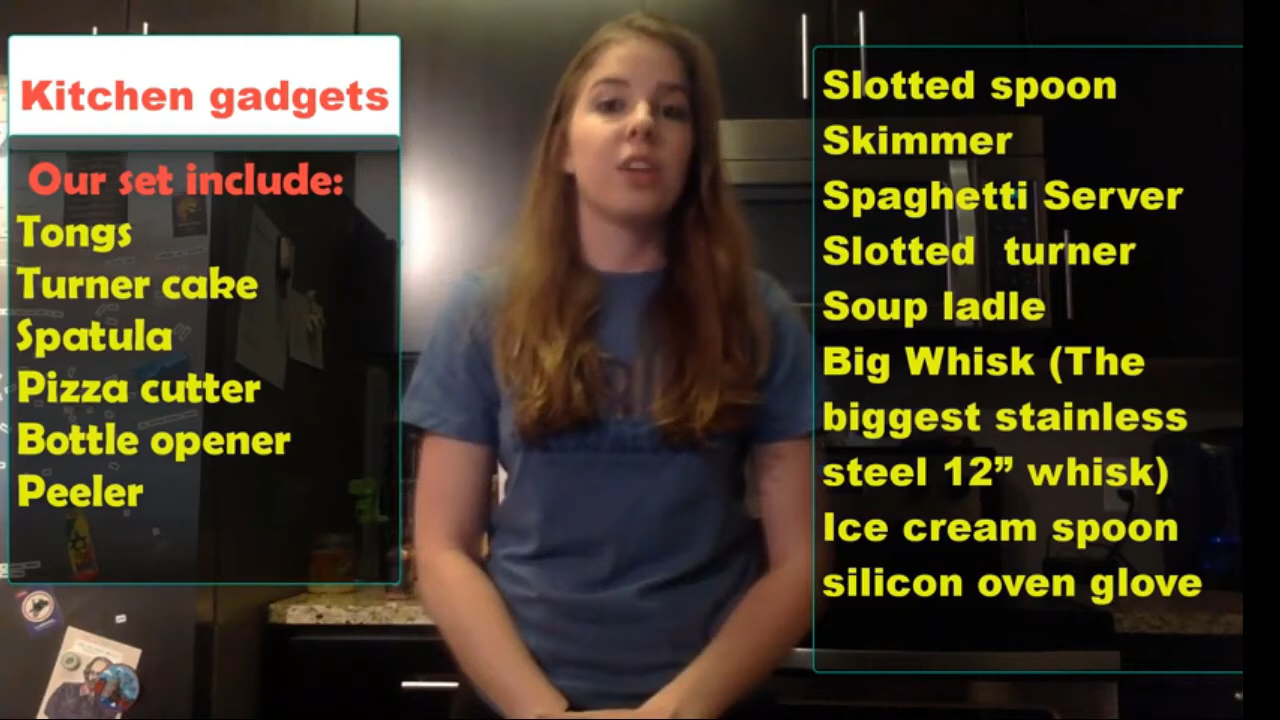 Kitchen gadgets
Our set include:
Tongs
Turner cake
Spatula
Pizza cutter
Bottle opener
Peeler
Slotted spoon
Skimmer
Spaghetti Server
Slotted turner
Soup ladle
Big Whisk (The
biggest stainless
steel 12” whisk)
Ice cream spoon
silicon oven glove